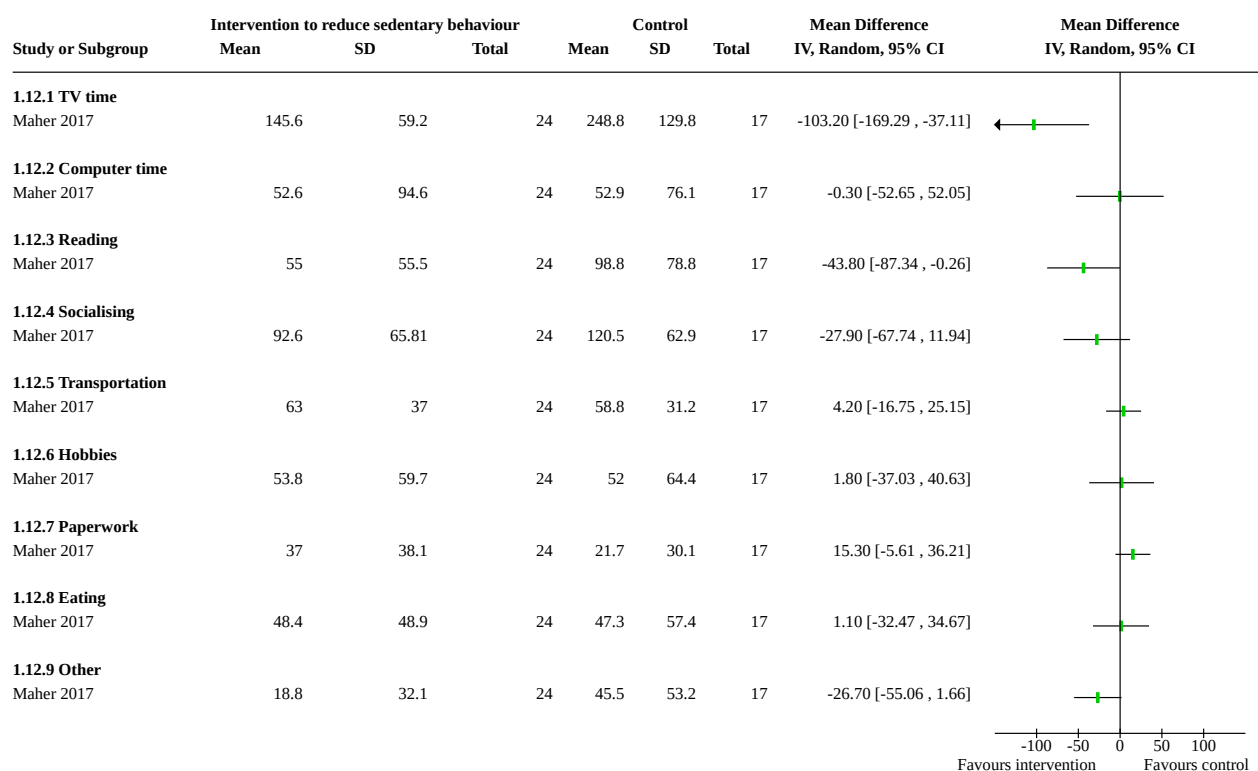 Intervention to reduce sedentary behaviour Control Mean Difference Mean Difference
Study or Subgroup Mean SD Total Mean SD Total IV, Random, 95% CI IV, Random, 95% CI
1.12.1 TV time
Maher 2017 145.6 59.2 24 248.8 129.8 17 -103.20 [-169.29 , -37.11]
1.12.2 Computer time
Maher 2017 52.6 94.6 24 52.9 76.1 17 -0.30 [-52.65 , 52.05]
1.12.3 Reading
Maher 2017 55 55.5 24 98.8 78.8 17 -43.80 [-87.34 , -0.26]
1.12.4 Socialising
Maher 2017 92.6 65.81 24 120.5 62.9 17 -27.90 [-67.74 , 11.94]
1.12.5 Transportation
Maher 2017 63 37 24 58.8 31.2 17 4.20 [-16.75 , 25.15]
1.12.6 Hobbies
Maher 2017 53.8 59.7 24 52 64.4 17 1.80 [-37.03 , 40.63]
1.12.7 Paperwork
Maher 2017 37 38.1 24 21.7 30.1 17 15.30 [-5.61 , 36.21]
1.12.8 Eating
Maher 2017 48.4 48.9 24 47.3 57.4 17 1.10 [-32.47 , 34.67]
1.12.9 Other
Maher 2017 18.8 32.1 24 45.5 53.2 17 -26.70 [-55.06 , 1.66]
-100 -50 0 50 100
Favours intervention Favours control